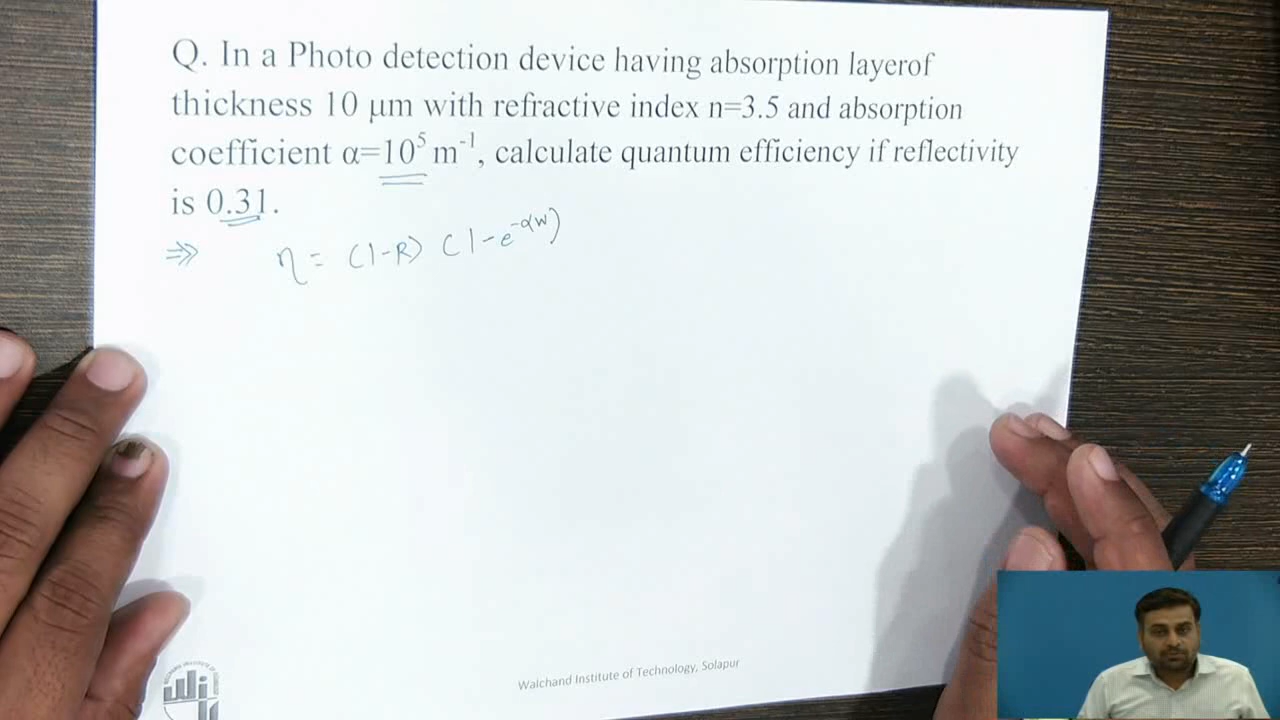 Q. In a Photo detection device having absorption layerof
thickness 10 μm with refractive index n=3.5 and absorption
coefficient α=10⁵ m⁻¹, calculate quantum efficiency if reflectivity
is 0.31.
⇒ η = (1-R) (1-e^-αW)
Walchand Institute of Technology, Solapur